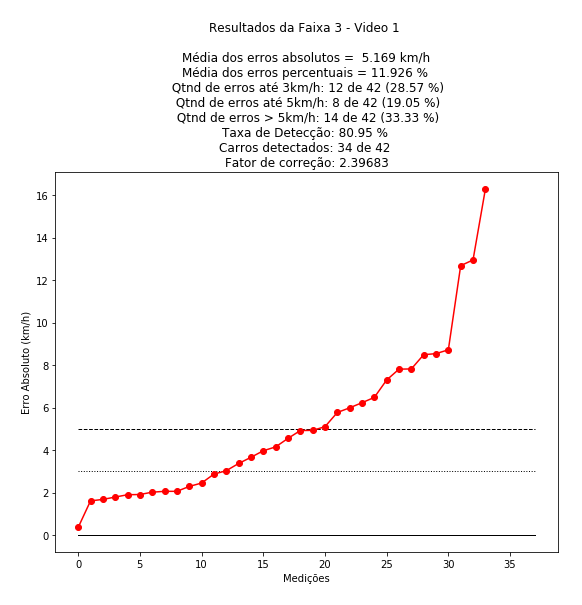 Resultados da Faixa 3 - Video 1
Média dos erros absolutos =  5.169 km/h
Média dos erros percentuais = 11.926 %
Qtnd de erros até 3km/h: 12 de 42 (28.57 %)
Qtnd de erros até 5km/h: 8 de 42 (19.05 %)
Qtnd de erros > 5km/h: 14 de 42 (33.33 %)
Taxa de Detecção: 80.95 %
Carros detectados: 34 de 42
Fator de correção: 2.39683
16
14
12
10
8
6
4
2
0
Erro Absoluto (km/h)
0 5 10 15 20 25 30 35
Medições